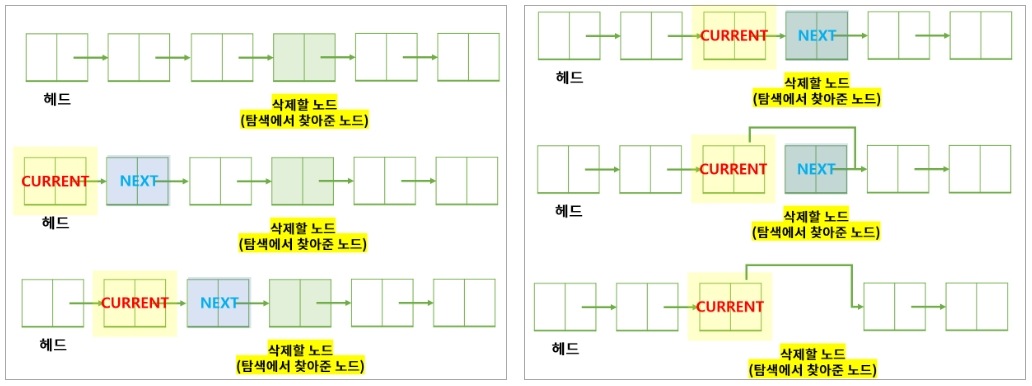 헤드
삭제할 노드
(탐색에서 찾아준 노드)
CURRENT
NEXT
헤드
삭제할 노드
(탐색에서 찾아준 노드)
CURRENT
NEXT
헤드
삭제할 노드
(탐색에서 찾아준 노드)
CURRENT
NEXT
헤드
삭제할 노드
(탐색에서 찾아준 노드)
CURRENT
NEXT
헤드
삭제할 노드
(탐색에서 찾아준 노드)
CURRENT
헤드
삭제할 노드
(탐색에서 찾아준 노드)